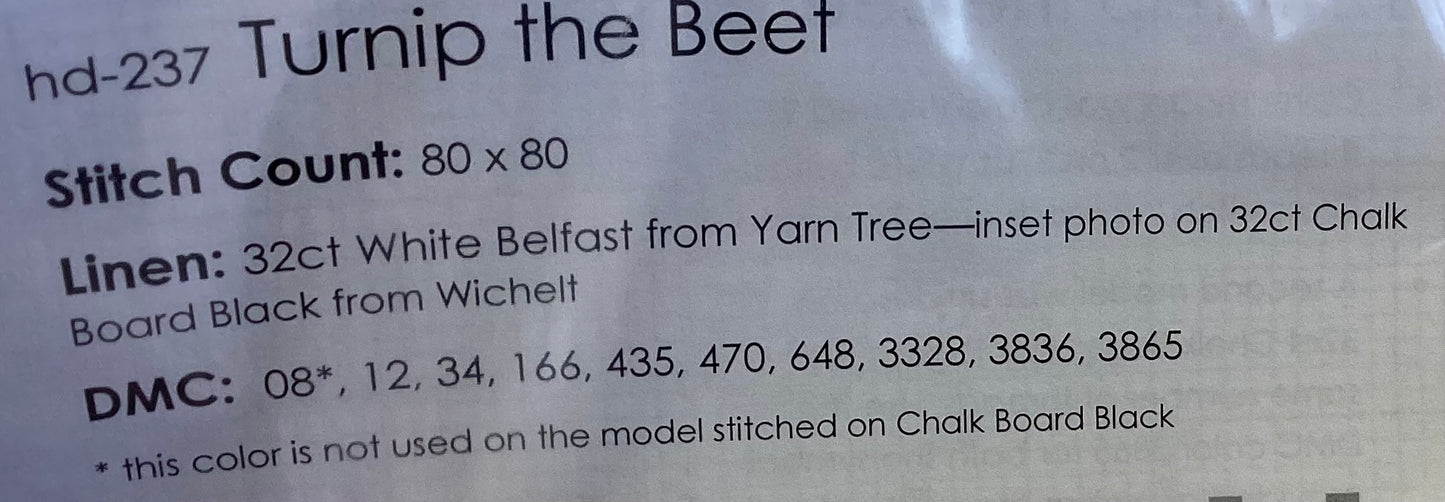 hd-237 Turnip the Beet
Stitch Count: 80 x 80
Linen: 32ct White Belfast from Yarn Tree—inset photo on 32ct Chalk
Board Black from Wichelt
DMC: 08*, 12, 34, 166, 435, 470, 648, 3328, 3836, 3865
* this color is not used on the model stitched on Chalk Board Black